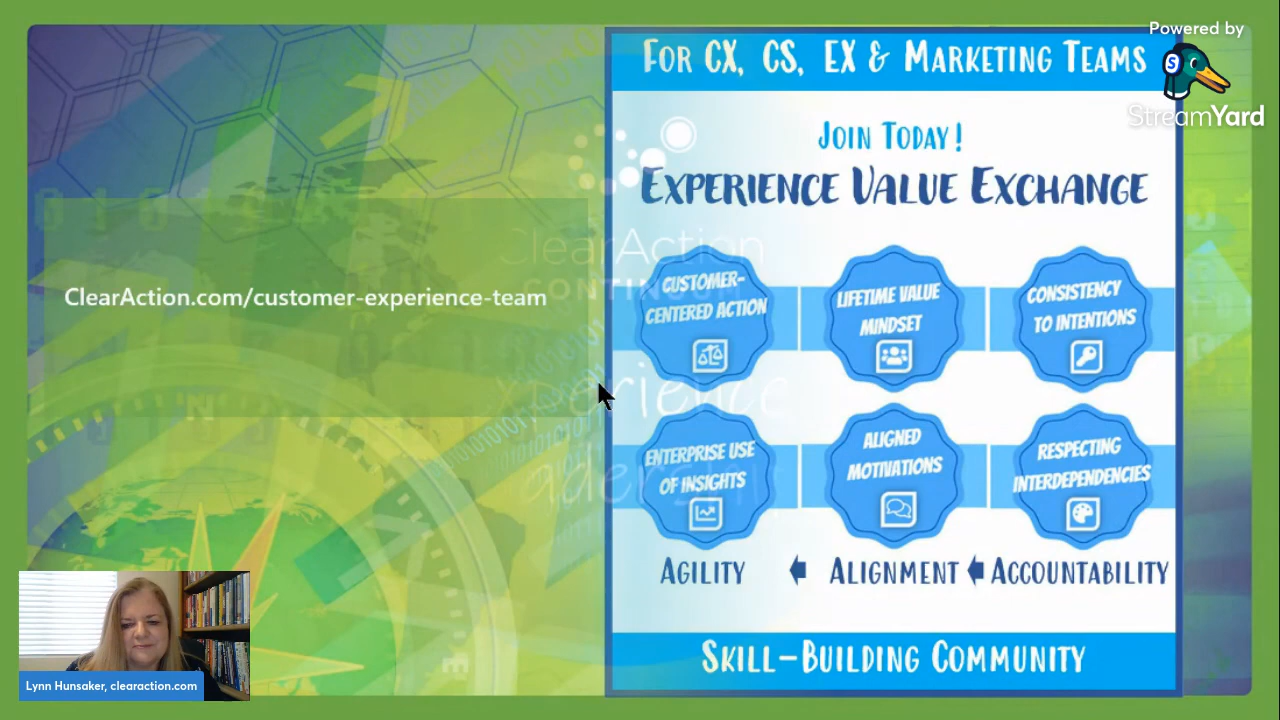 Powered by
StreamYard
FOR CX, CS, EX & MARKETING TEAMS
JOIN TODAY!
EXPERIENCE VALUE EXCHANGE
ClearAction
CONTINUUM
ClearAction.com/customer-experience-team
CUSTOMER-
CENTERED ACTION
LIFETIME VALUE
MINDSET
CONSISTENCY
TO INTENTIONS
ENTERPRISE USE
OF INSIGHTS
ALIGNED
MOTIVATIONS
RESPECTING
INTERDEPENDENCIES
AGILITY
ALIGNMENT
ACCOUNTABILITY
SKILL-BUILDING COMMUNITY
Lynn Hunsaker, clearaction.com